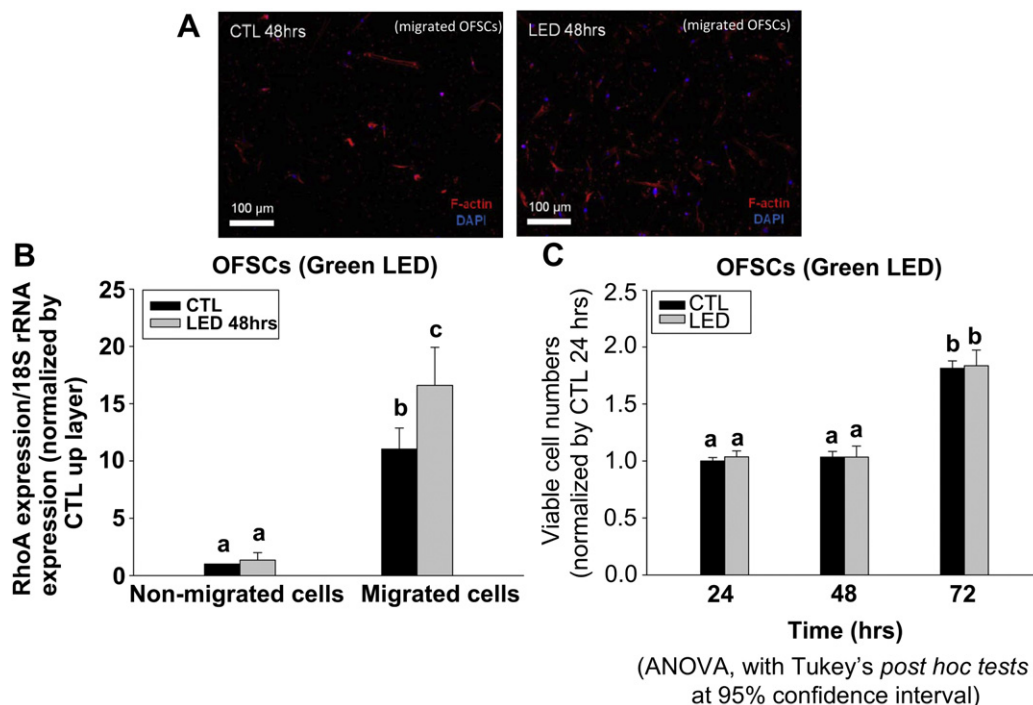 A
CTL 48hrs
(migrated OFSCs)
F-actin
DAPI
100 µm
LED 48hrs
(migrated OFSCs)
F-actin
DAPI
100 µm
B
OFSCs (Green LED)
RhoA expression/18S rRNA
expression (normalized by
CTL up layer)
25
20
15
10
5
0
CTL
LED 48hrs
a
a
b
c
Non-migrated cells
Migrated cells
C
OFSCs (Green LED)
Viable cell numbers
(normalized by CTL 24 hrs)
2.5
2.0
1.5
1.0
0.5
0.0
CTL
LED
a
a
a
a
b
b
24
48
72
Time (hrs)
(ANOVA, with Tukey's post hoc tests
at 95% confidence interval)